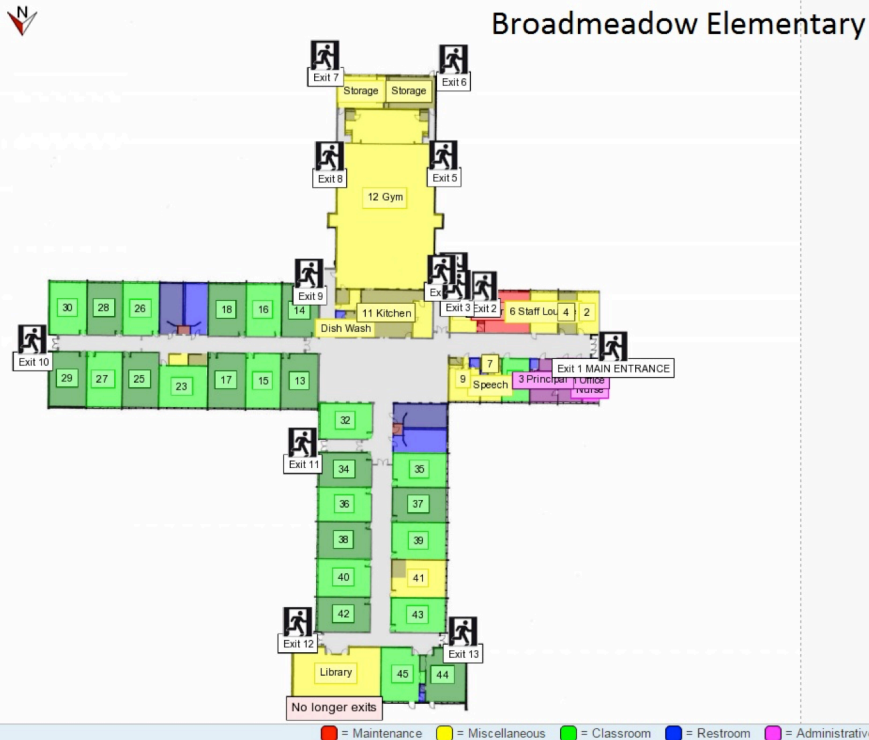 N
Broadmeadow Elementary
Exit 7
Exit 6
Storage
Storage
Exit 8
Exit 5
12 Gym
Exit 9
Exit 3
Exit 2
30
28
26
18
16
14
11 Kitchen
6 Staff Lou
4
2
Dish Wash
Exit 10
Exit 1 MAIN ENTRANCE
29
27
25
23
17
15
13
9
7
Speech
3 Principal
Office
Nurse
32
Exit 11
34
35
36
37
38
39
40
41
42
43
Exit 12
Exit 13
Library
45
44
No longer exits
= Maintenance
= Miscellaneous
= Classroom
= Restroom
= Administrative